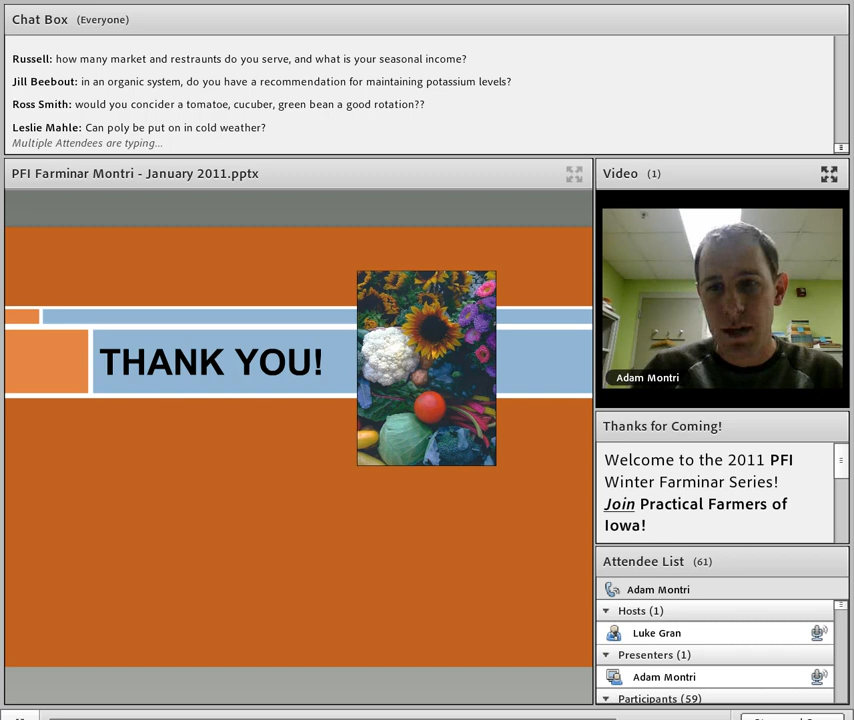 Chat Box (Everyone)
Russell: how many market and restraunts do you serve, and what is your seasonal income?
Jill Beebout: in an organic system, do you have a recommendation for maintaining potassium levels?
Ross Smith: would you concider a tomatoe, cucuber, green bean a good rotation??
Leslie Mahle: Can poly be put on in cold weather?
Multiple Attendees are typing...
PFI Farminar Montri - January 2011.pptx
THANK YOU!
Video (1)
Adam Montri
Thanks for Coming!
Welcome to the 2011 PFI
Winter Farminar Series!
Join Practical Farmers of
Iowa!
Attendee List (61)
Adam Montri
Hosts (1)
Luke Gran
Presenters (1)
Adam Montri
Participants (59)